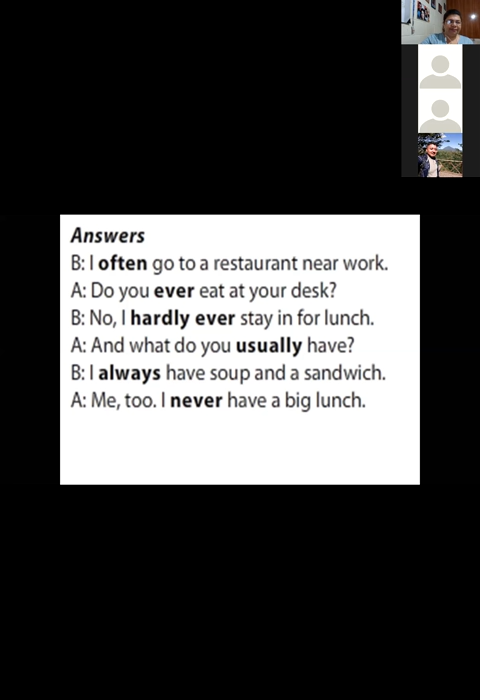 Answers
B: I often go to a restaurant near work.
A: Do you ever eat at your desk?
B: No, I hardly ever stay in for lunch.
A: And what do you usually have?
B: I always have soup and a sandwich.
A: Me, too. I never have a big lunch.